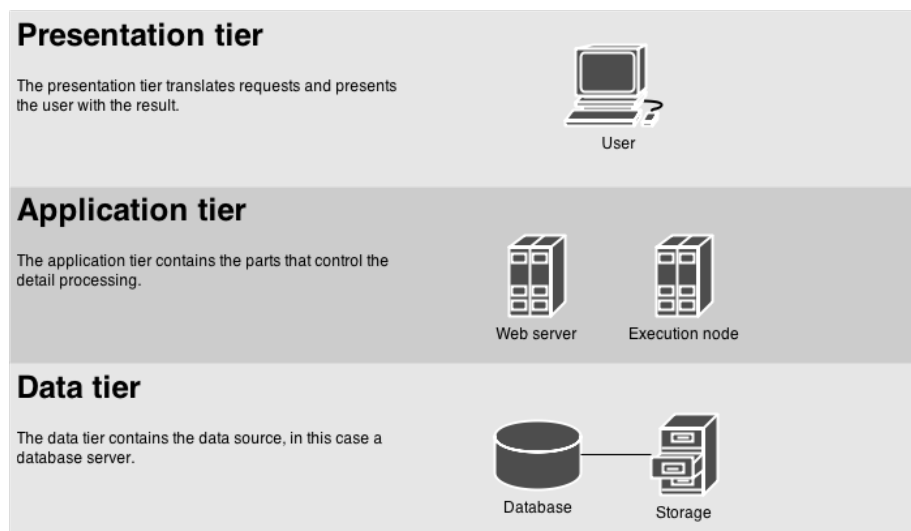 Presentation tier
The presentation tier translates requests and presents
the user with the result.
User
Application tier
The application tier contains the parts that control the
detail processing.
Web server
Execution node
Data tier
The data tier contains the data source, in this case a
database server.
Database
Storage